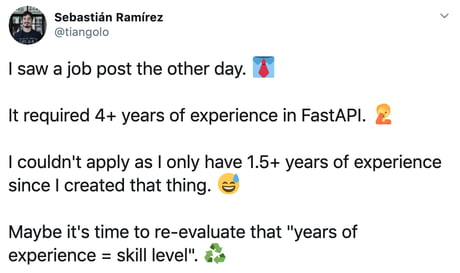 Sebastián Ramírez
@tiangolo
I saw a job post the other day. 👔
It required 4+ years of experience in FastAPI. 🤦
I couldn't apply as I only have 1.5+ years of experience
since I created that thing. 😅
Maybe it's time to re-evaluate that "years of
experience = skill level". ♻